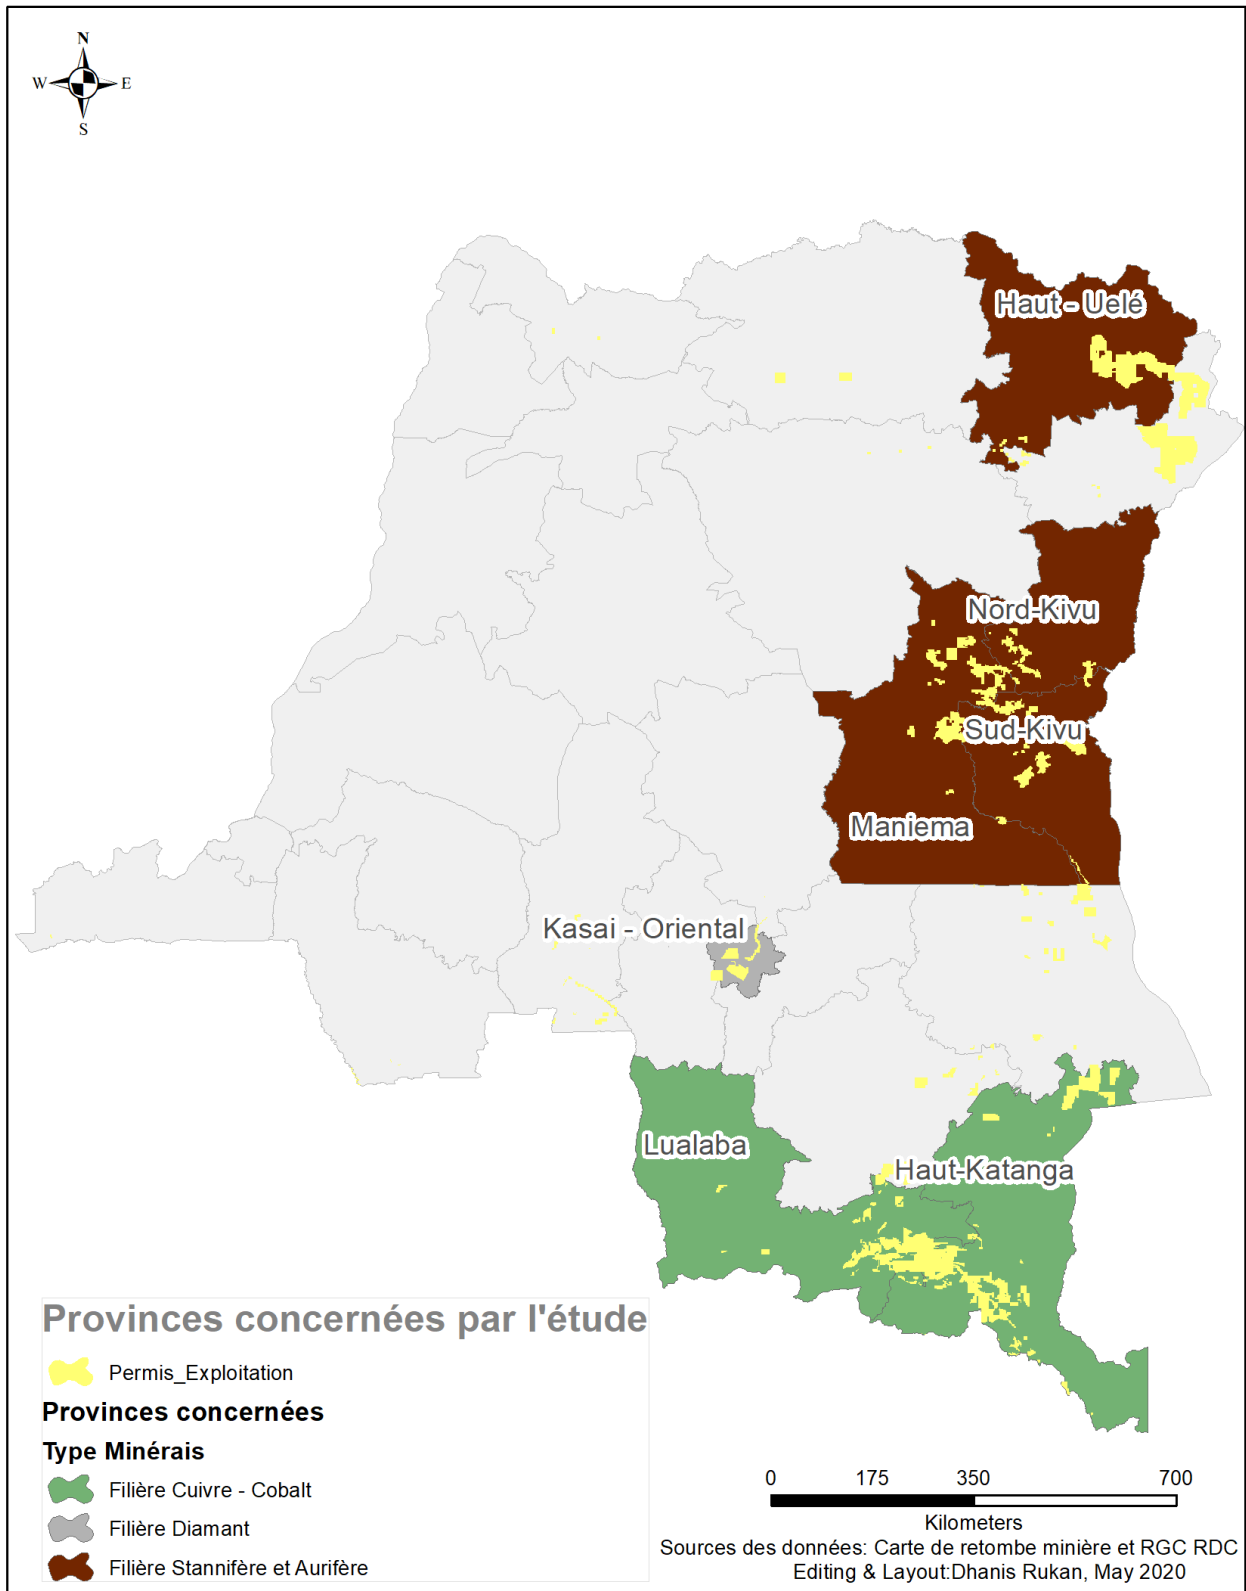 N
W E
S
Haut - Uelé
Nord-Kivu
Sud-Kivu
Maniema
Kasai - Oriental
Lualaba
Haut-Katanga
Provinces concernées par l'étude
Permis_Exploitation
Provinces concernées
Type Minérais
Filière Cuivre - Cobalt
Filière Diamant
Filière Stannifère et Aurifère
0 175 350 700
Kilometers
Sources des données: Carte de retombe minière et RGC RDC
Editing & Layout:Dhanis Rukan, May 2020